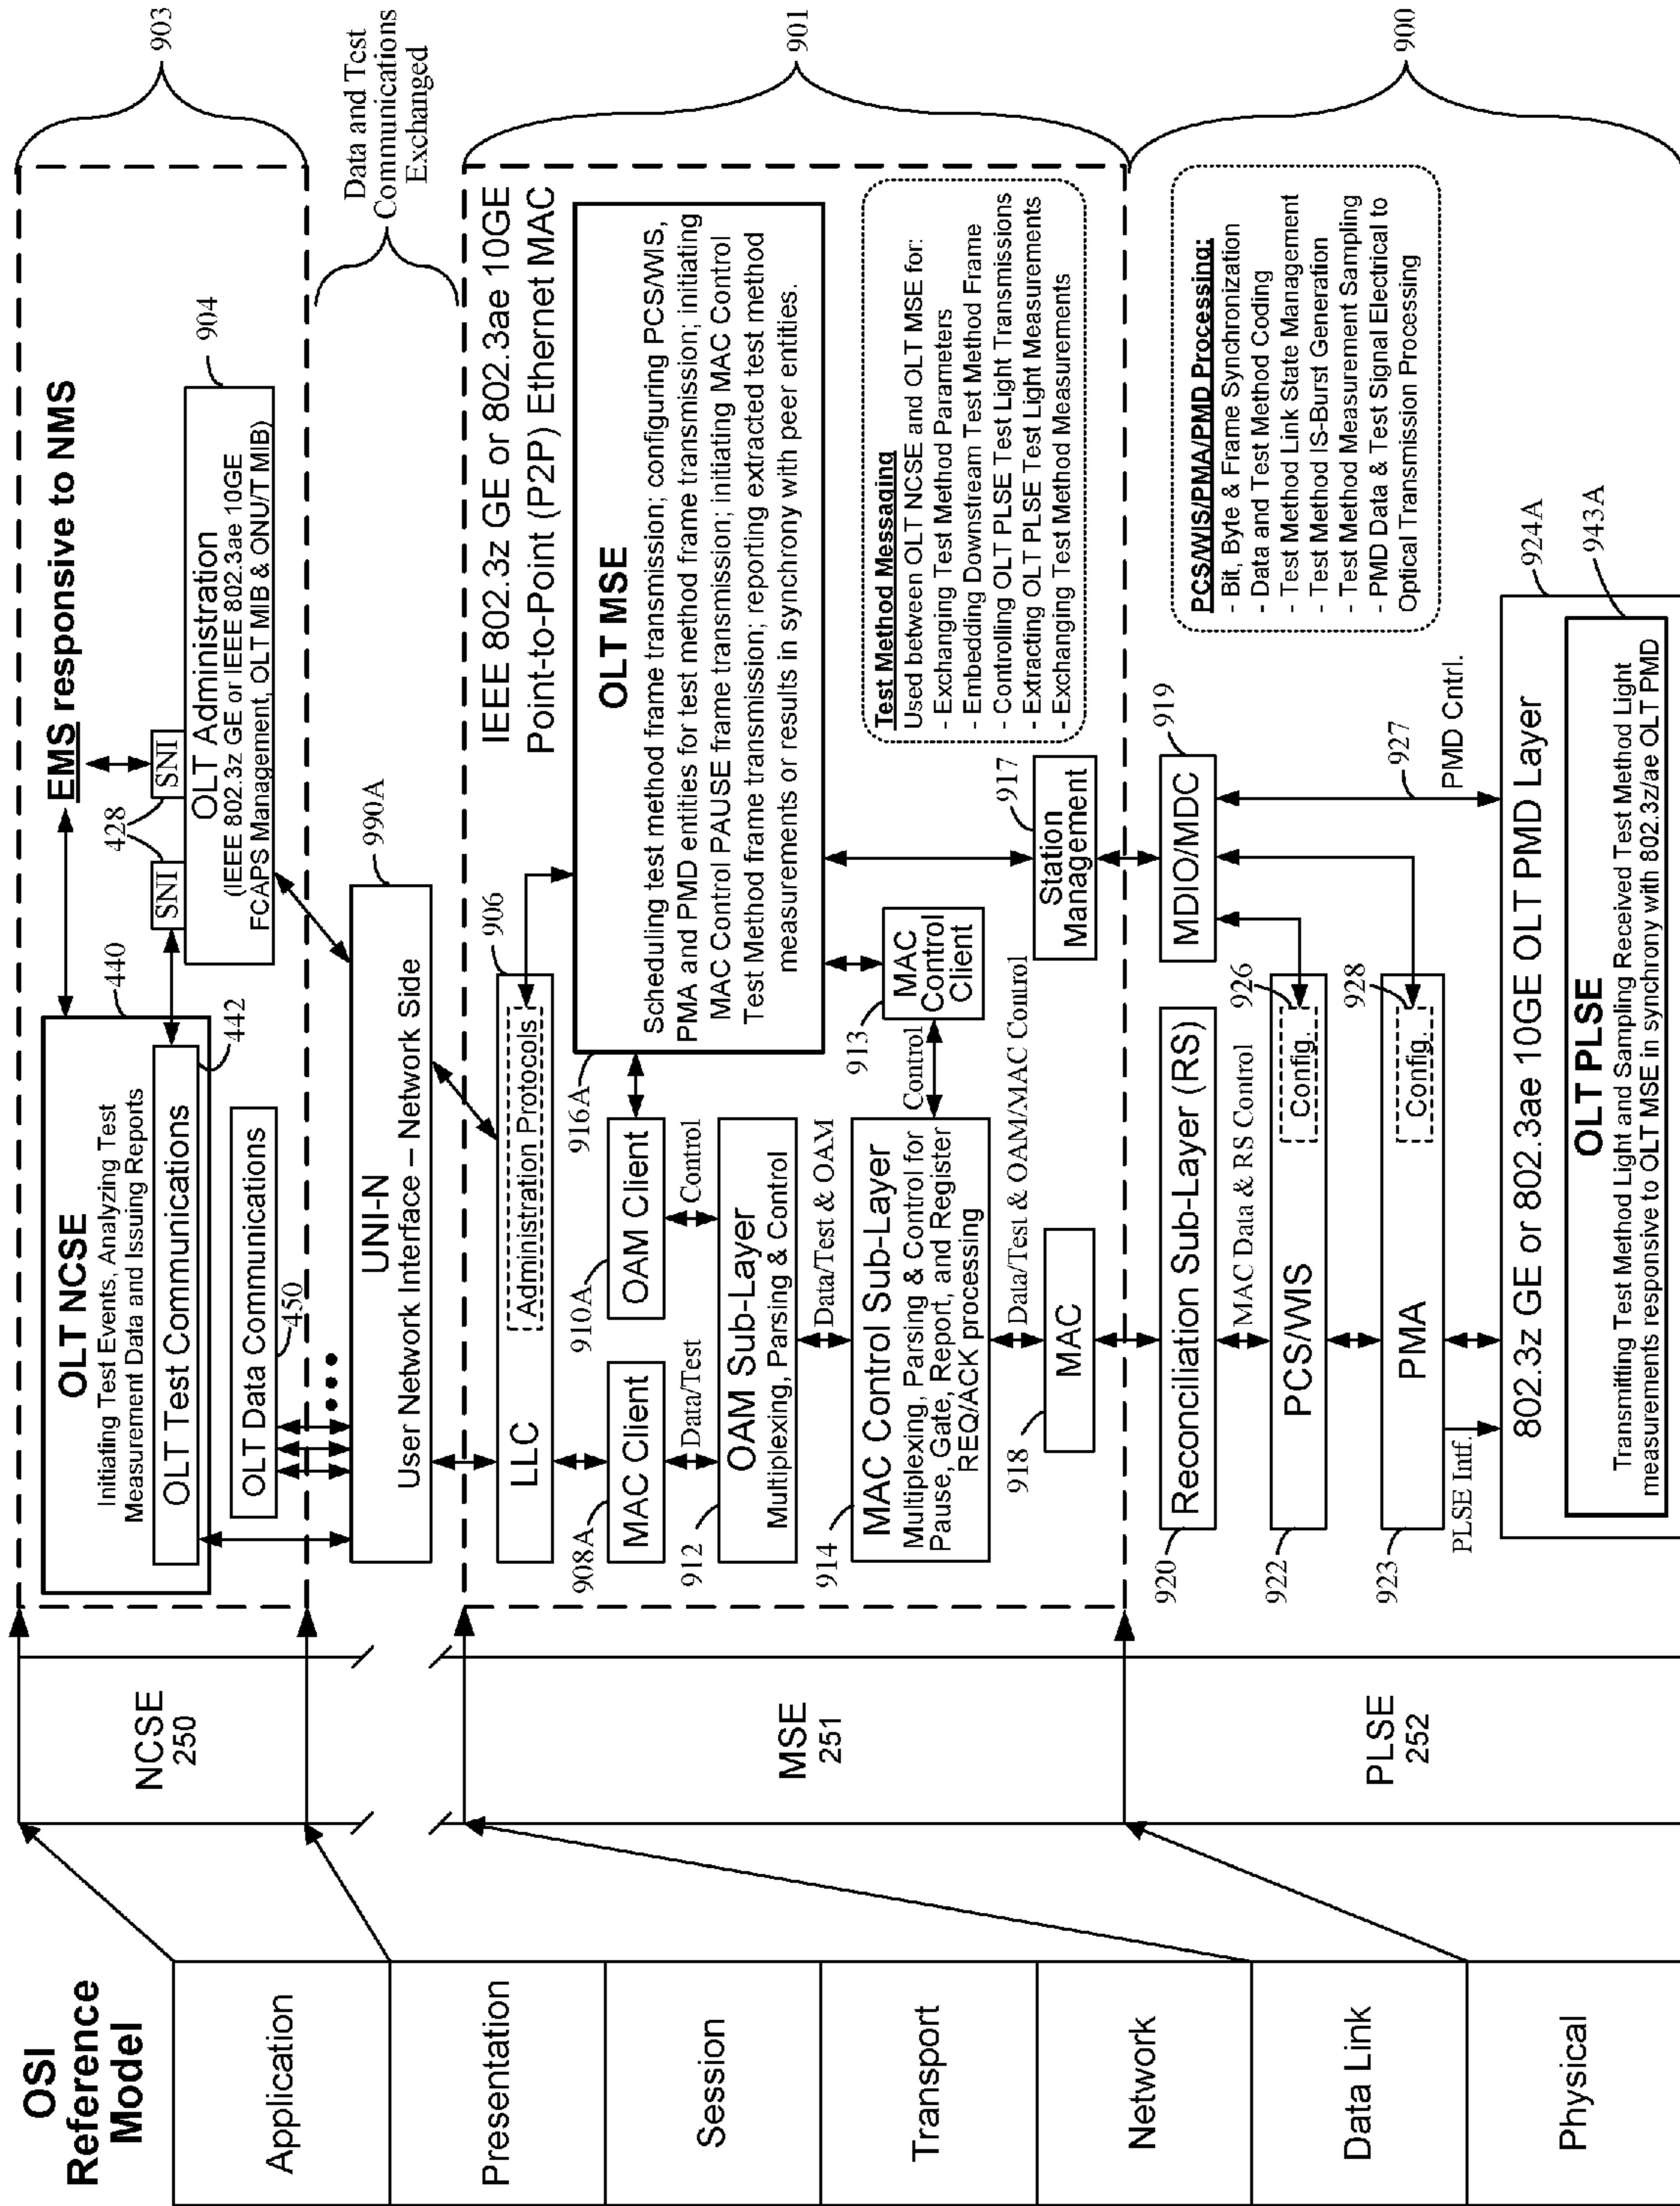 OSI
Reference
Model
Application
Presentation
Session
Transport
Network
Data Link
Physical
NCSE
250
MSE
251
PLSE
252
OLT NCSE
Initiating Test Events, Analyzing Test
Measurement Data and Issuing Reports
OLT Test Communications
OLT Data Communications
440
442
450
EMS responsive to NMS
428
SNI
SNI
OLT Administration
(IEEE 802.3z GE or IEEE 802.3ae 10GE
FCAPS Management, OLT MIB & ONU/T MIB)
904
903
UNI-N
User Network Interface – Network Side
990A
Data and Test
Communications
Exchanged
IEEE 802.3z GE or 802.3ae 10GE
Point-to-Point (P2P) Ethernet MAC
LLC
Administration Protocols
906
908A
MAC Client
910A
OAM Client
Data/Test
Control
912
OAM Sub-Layer
Multiplexing, Parsing & Control
Data/Test & OAM
914
MAC Control Sub-Layer
Multiplexing, Parsing & Control for
Pause, Gate, Report, and Register
REQ/ACK processing
Control
Data/Test & OAM/MAC Control
918
MAC
916A
OLT MSE
Scheduling test method frame transmission; configuring PCS/WIS,
PMA and PMD entities for test method frame transmission; initiating
MAC Control PAUSE frame transmission; initiating MAC Control
Test Method frame transmission; reporting extracted test method
measurements or results in synchrony with peer entities.
913
MAC
Control
Client
917
Station
Management
Test Method Messaging
Used between OLT NCSE and OLT MSE for:
- Exchanging Test Method Parameters
- Embedding Downstream Test Method Frame
- Controlling OLT PLSE Test Light Transmissions
- Extracting OLT PLSE Test Light Measurements
- Exchanging Test Method Measurements
901
920
Reconciliation Sub-Layer (RS)
MAC Data & RS Control
922
PCS/WIS
926
Config.
923
PMA
928
Config.
PLSE Intf.
MDIO/MDC
919
927
PMD Cntrl.
PCS/WIS/PMA/PMD Processing:
- Bit, Byte & Frame Synchronization
- Data and Test Method Coding
- Test Method Link State Management
- Test Method IS-Burst Generation
- Test Measurement Sampling
- PMD Data & Test Signal Electrical to
Optical Transmission Processing
900
924A
802.3z GE or 802.3ae 10GE OLT PMD Layer
943A
OLT PLSE
Transmitting Test Method Light and Sampling Received Test Method Light
measurements responsive to OLT MSE in synchrony with 802.3z/ae OLT PMD